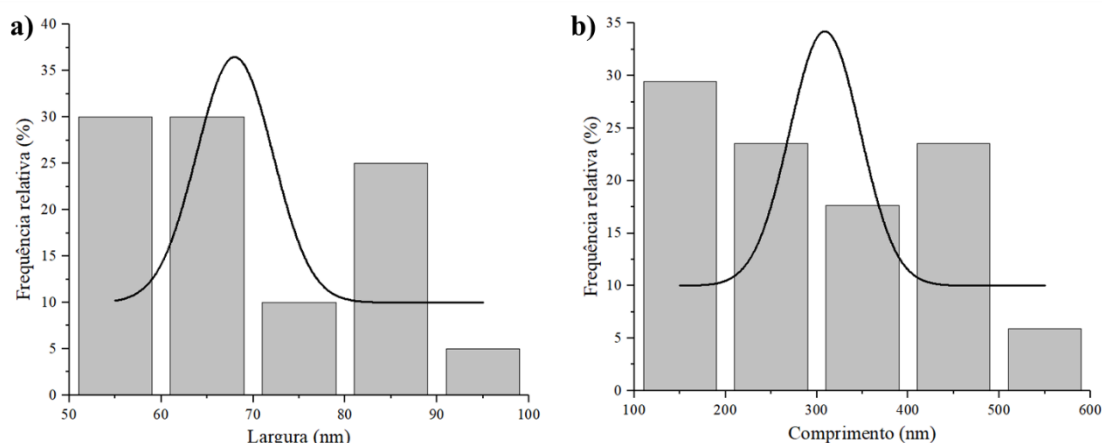 a)
Frequência relativa (%)
40
35
30
25
20
15
10
5
0
50 60 70 80 90 100
Largura (nm)
b)
Frequência relativa (%)
35
30
25
20
15
10
5
0
100 200 300 400 500 600
Comprimento (nm)